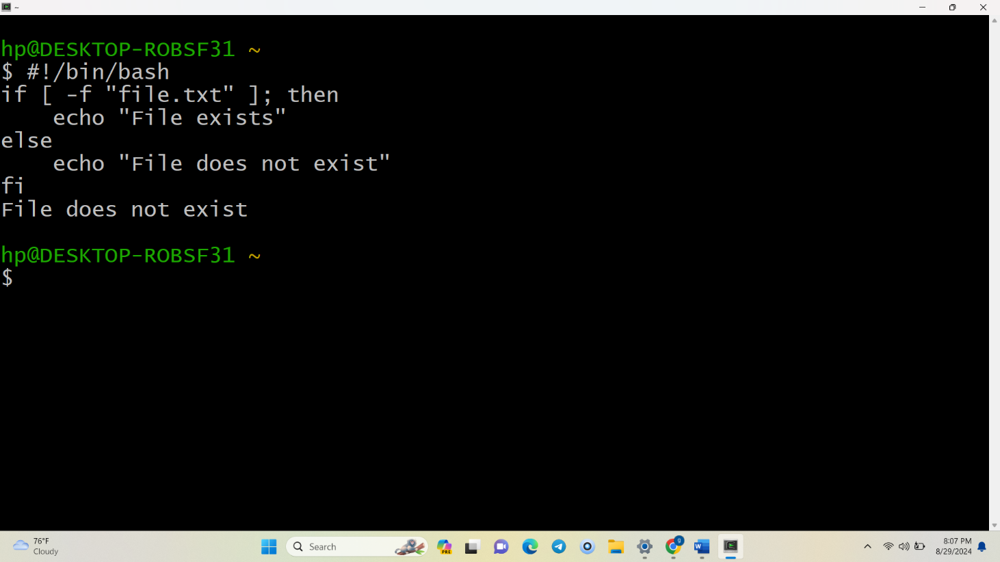 ~
hp@DESKTOP-ROBSF31 ~
$ #!/bin/bash
if [ -f "file.txt" ]; then
    echo "File exists"
else
    echo "File does not exist"
fi
File does not exist
hp@DESKTOP-ROBSF31 ~
$
76°F
Cloudy
Search
PRE
g
W
8:07 PM
8/29/2024